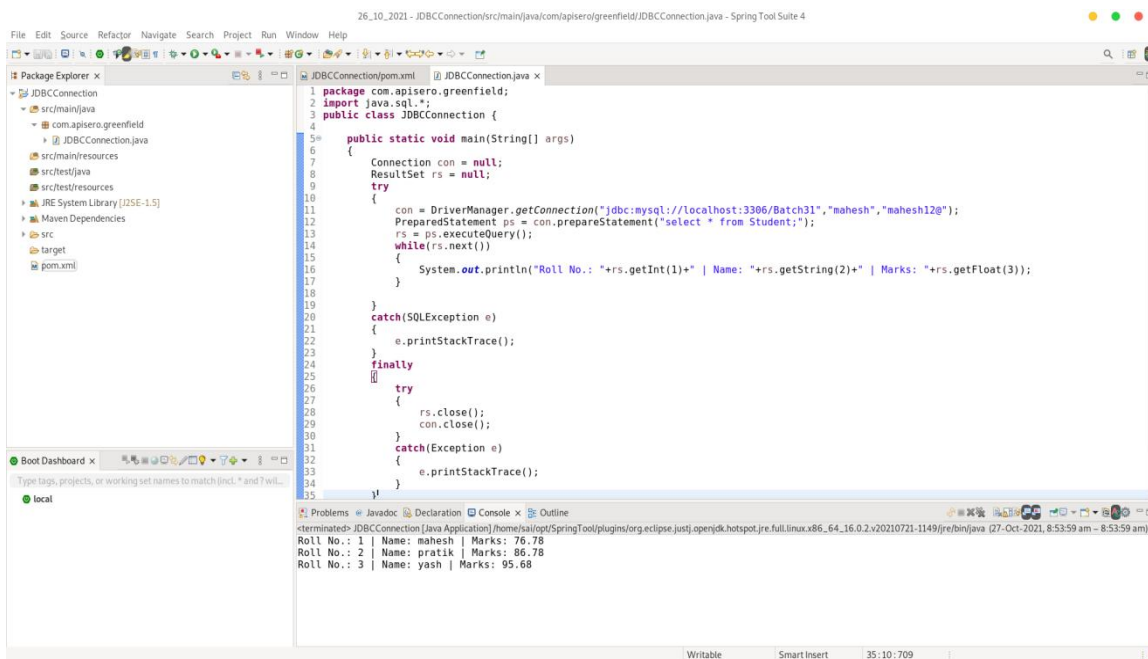 26_10_2021 - JDBCConnection/src/main/java/com/apisero/greenfield/JDBCConnection.java - Spring Tool Suite 4
File Edit Source Refactor Navigate Search Project Run Window Help
Package Explorer ×
JDBCConnection
src/main/java
com.apisero.greenfield
JDBCConnection.java
src/main/resources
src/test/java
src/test/resources
JRE System Library [J2SE-1.5]
Maven Dependencies
src
target
pom.xml
Boot Dashboard ×
Type tags, projects, or working set names to match (incl. * and ? wil...
local
JDBCConnection/pom.xml JDBCConnection.java ×
1 package com.apisero.greenfield;
2 import java.sql.*;
3 public class JDBCConnection {
4
5 public static void main(String[] args)
6 {
7 Connection con = null;
8 ResultSet rs = null;
9 try
10 {
11 con = DriverManager.getConnection("jdbc:mysql://localhost:3306/Batch31","mahesh","mahesh12@");
12 PreparedStatement ps = con.prepareStatement("select * from Student;");
13 rs = ps.executeQuery();
14 while(rs.next())
15 {
16 System.out.println("Roll No.: "+rs.getInt(1)+" | Name: "+rs.getString(2)+" | Marks: "+rs.getFloat(3));
17 }
18
19 }
20 catch(SQLException e)
21 {
22 e.printStackTrace();
23 }
24 finally
25 {
26 try
27 {
28 rs.close();
29 con.close();
30 }
31 catch(Exception e)
32 {
33 e.printStackTrace();
34 }
35 }
Problems Javadoc Declaration Console × Outline
<terminated> JDBCConnection [Java Application] /home/sai/opt/SpringTool/plugins/org.eclipse.justj.openjdk.hotspot.jre.full.linux.x86_64_16.0.2.v20210721-1149/jre/bin/java (27-Oct-2021, 8:53:59 am – 8:53:59 am)
Roll No.: 1 | Name: mahesh | Marks: 76.78
Roll No.: 2 | Name: pratik | Marks: 86.78
Roll No.: 3 | Name: yash | Marks: 95.68
Writable Smart Insert 35 : 10 : 709